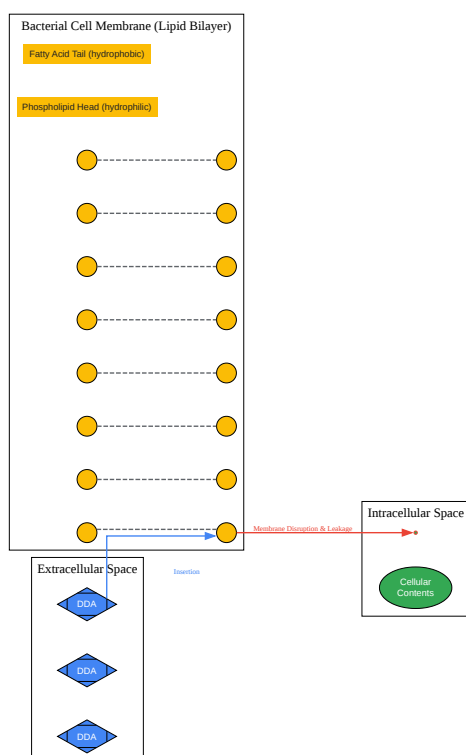 Bacterial Cell Membrane (Lipid Bilayer)
Fatty Acid Tail (hydrophobic)
Phospholipid Head (hydrophilic)
Membrane Disruption & Leakage
Intracellular Space
Cellular
Contents
Extracellular Space
Insertion
DDA
DDA
DDA